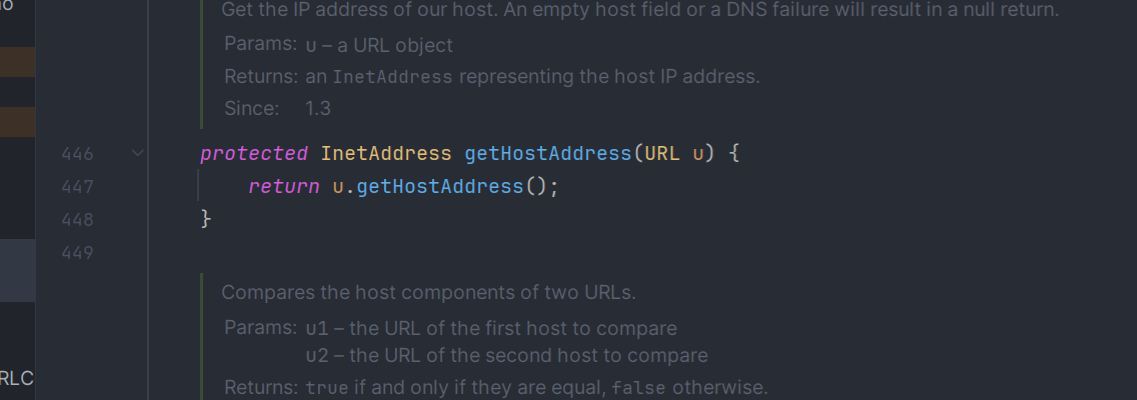 Get the IP address of our host. An empty host field or a DNS failure will result in a null return.
Params: u – a URL object
Returns: an InetAddress representing the host IP address.
Since: 1.3
446 protected InetAddress getHostAddress(URL u) {
447 return u.getHostAddress();
448 }
449
Compares the host components of two URLs.
Params: u1 – the URL of the first host to compare
u2 – the URL of the second host to compare
RLC
Returns: true if and only if they are equal, false otherwise.